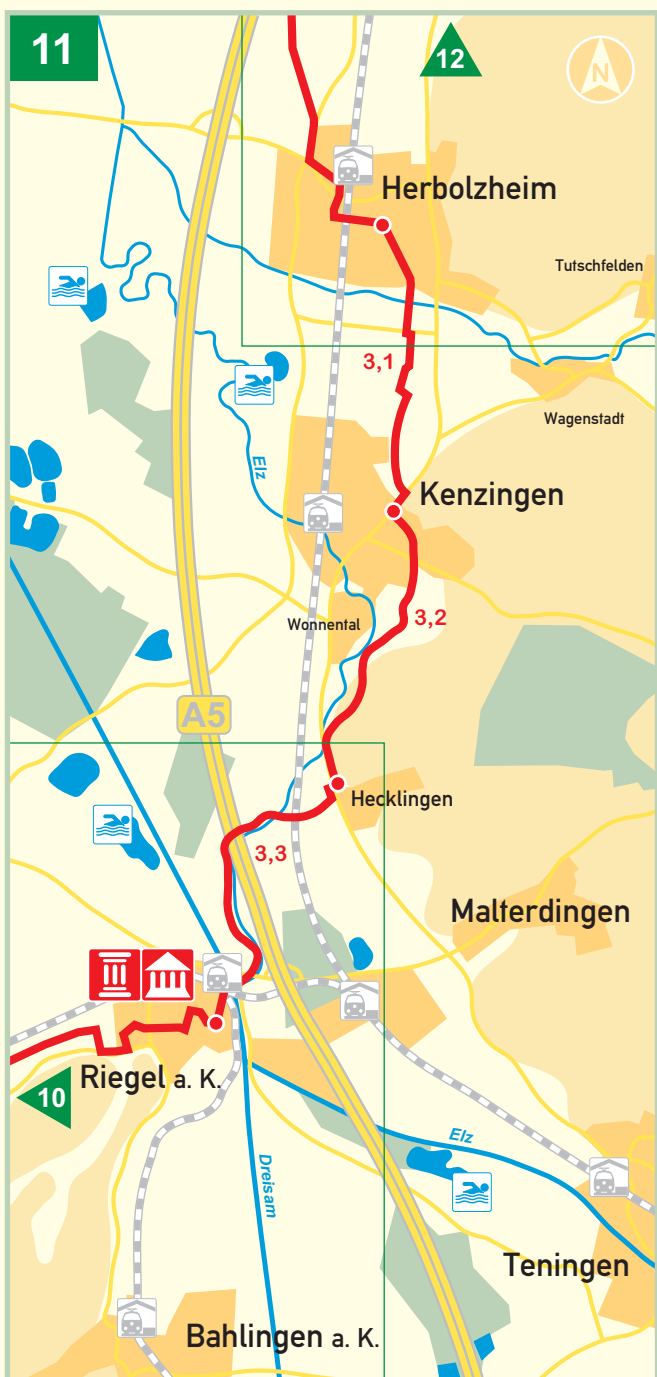 11
12
N
Herbolzheim
Tutschfelden
3,1
Wagenstadt
Elz
Kenzingen
Wonnental
3,2
A5
Hecklingen
3,3
Malterdingen
Riegel a. K.
10
Elz
Dreisam
Teningen
Bahlingen a. K.